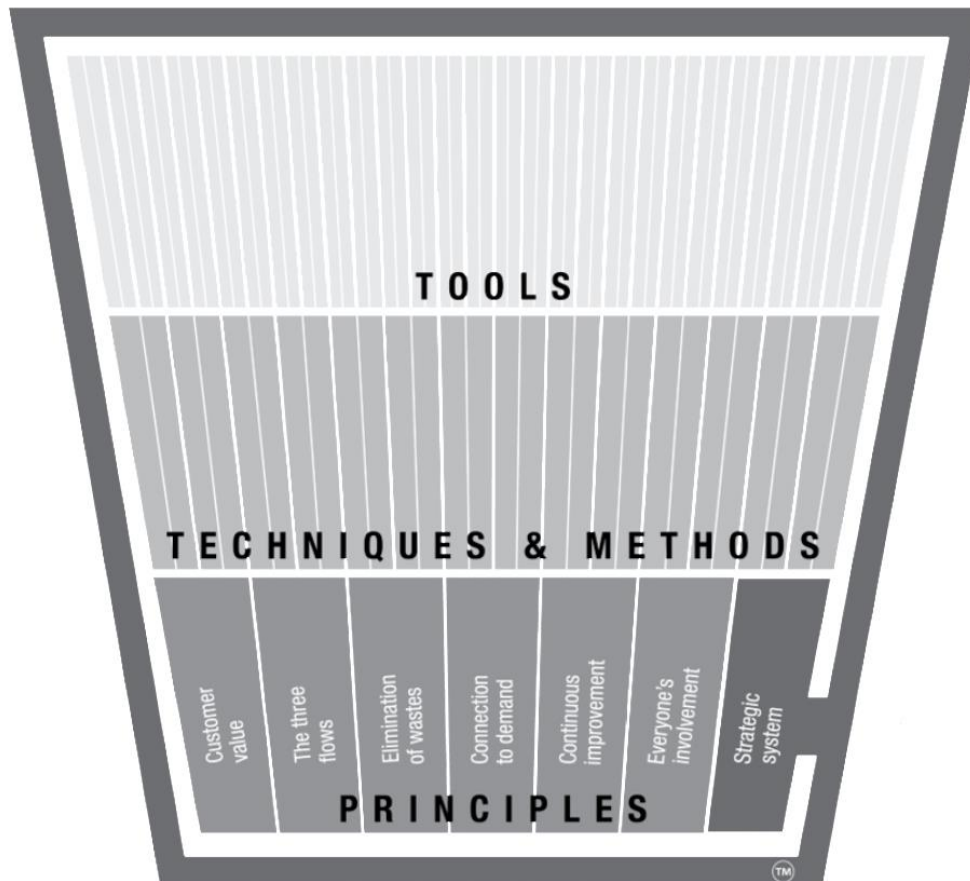 TOOLS
TECHNIQUES & METHODS
Customer
value
The three
flows
Elimination
of wastes
Connection
to demand
Continuous
improvement
Everyone's
involvement
Strategic
system
PRINCIPLES
TM